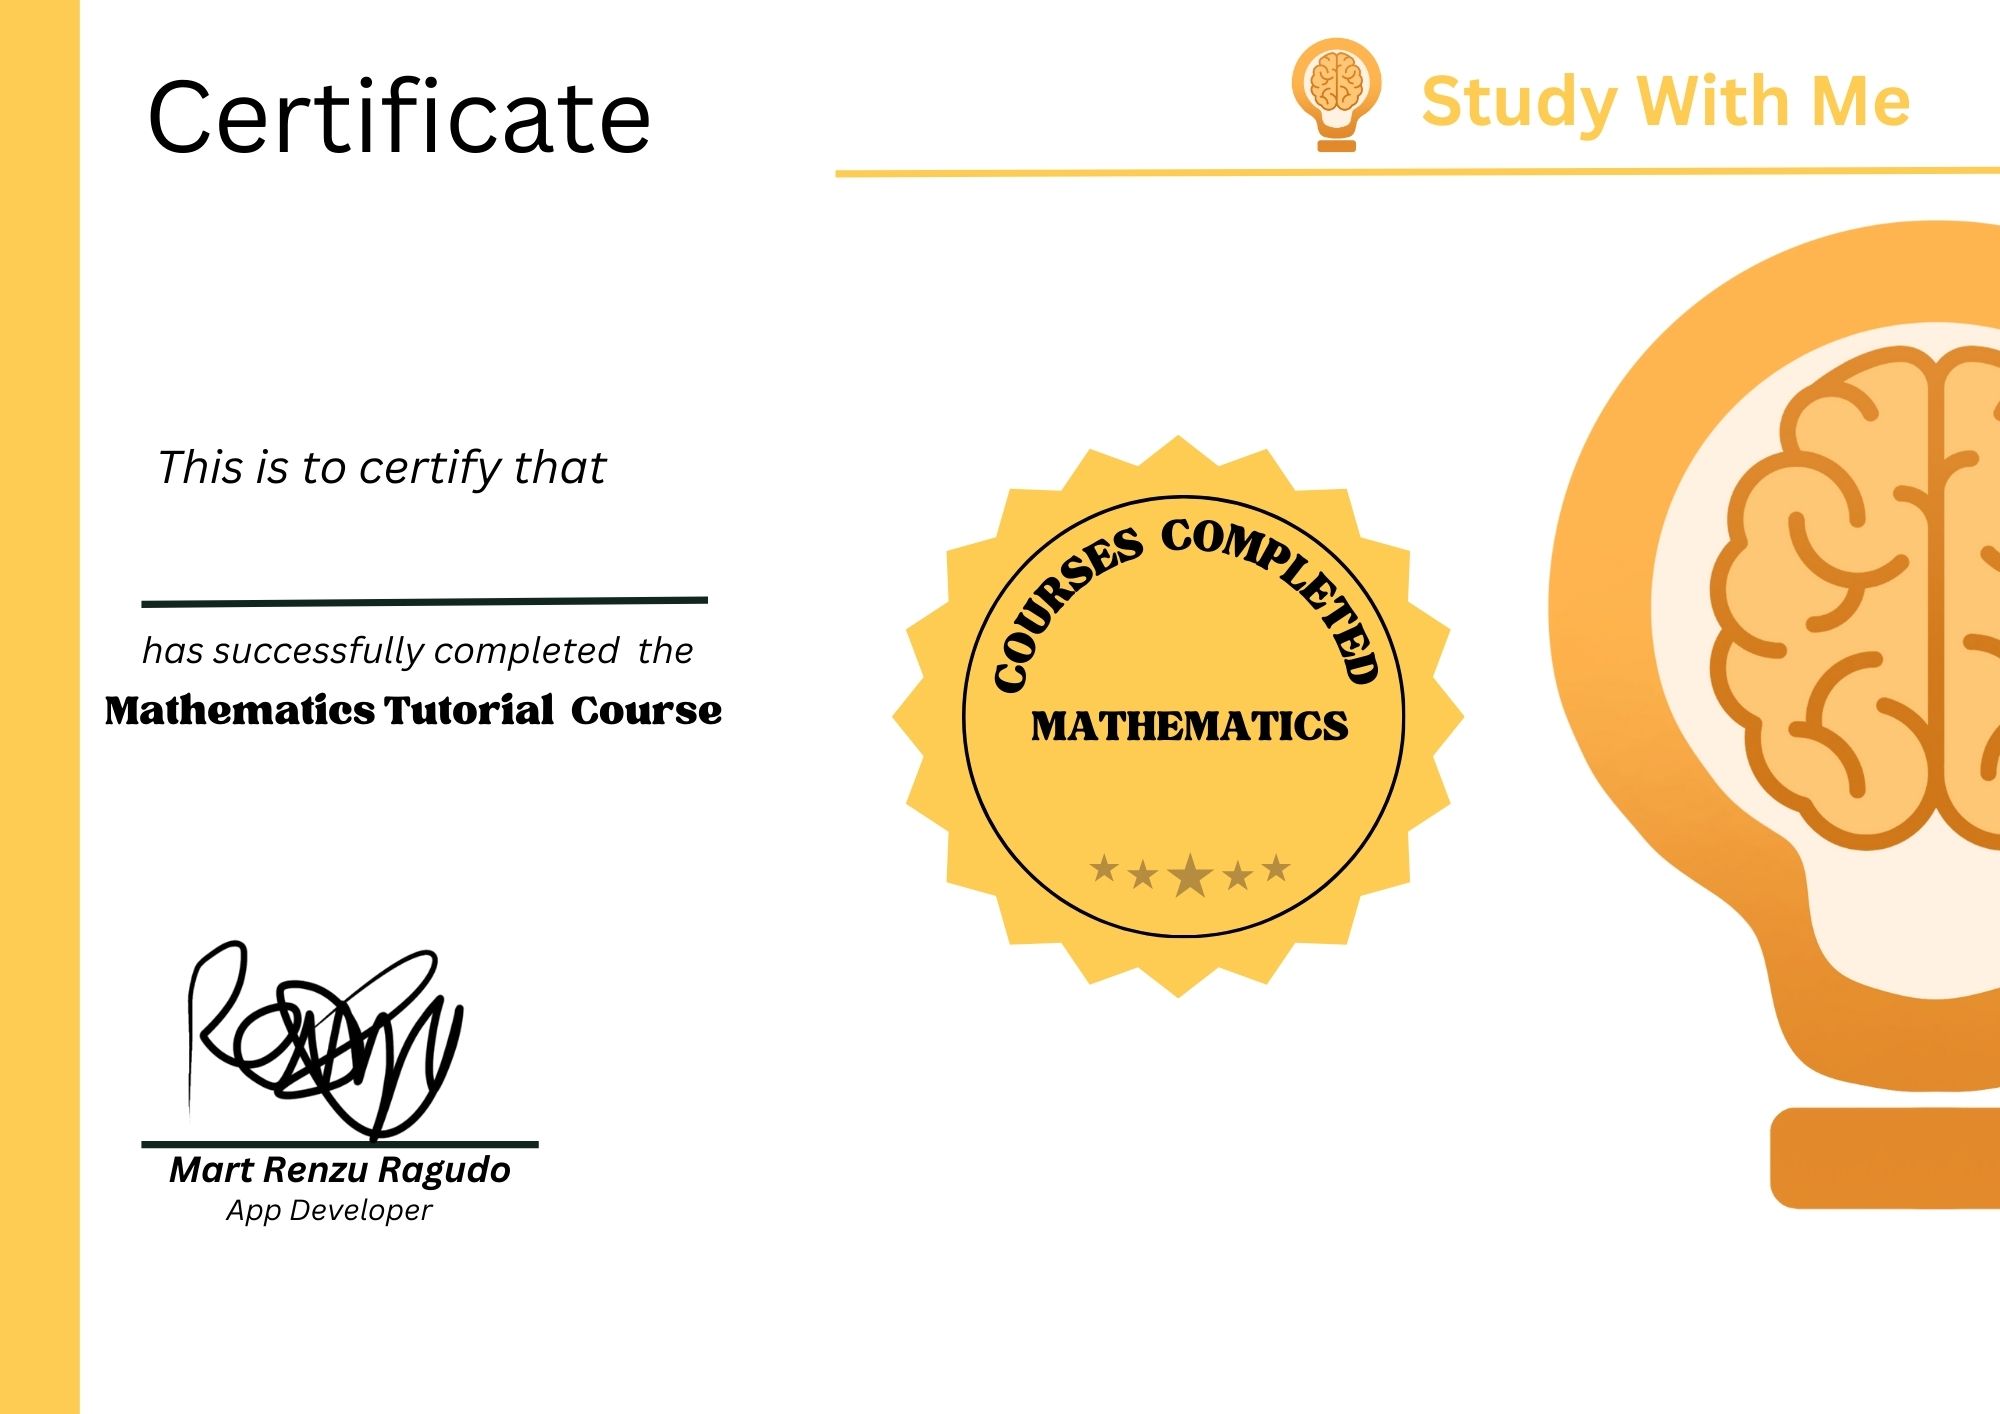 Certificate
Study With Me
This is to certify that
has successfully completed the
Mathematics Tutorial Course
COURSES COMPLETED
MATHEMATICS
Renzu
Mart Renzu Ragudo
App Developer